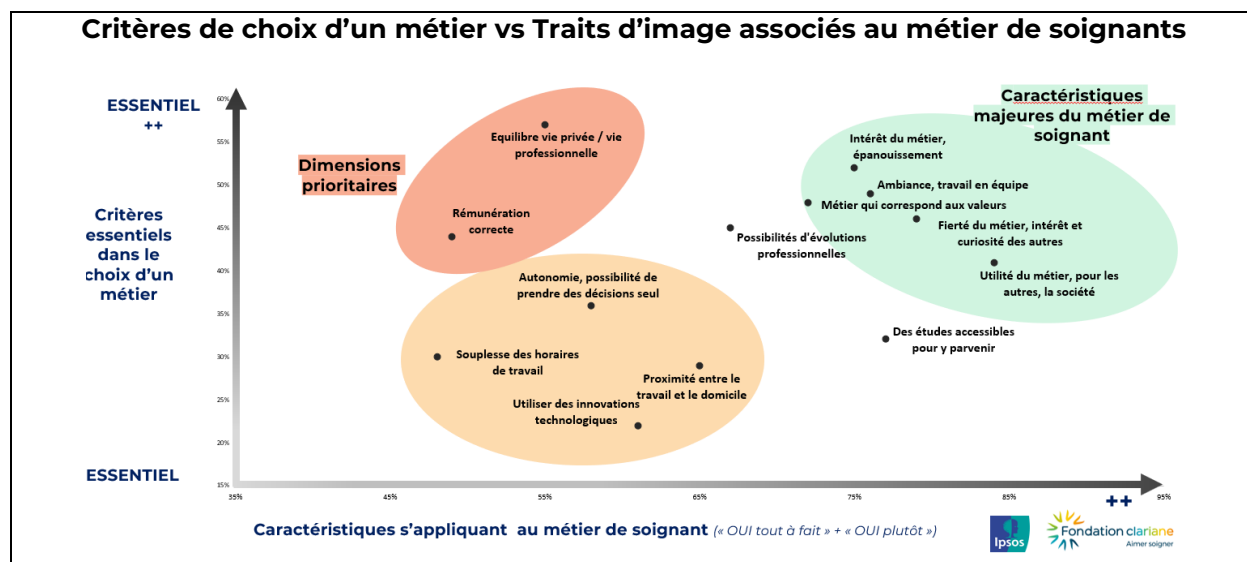 Critères de choix d'un métier vs Traits d'image associés au métier de soignants
ESSENTIEL
++
Critères
essentiels
dans le
choix d'un
métier
ESSENTIEL
60%
55%
50%
45%
40%
35%
30%
25%
20%
15%
Dimensions
prioritaires
Equilibre vie privée / vie
professionnelle
Rémunération
correcte
Caractéristiques
majeures du métier de
soignant
Intérêt du métier,
épanouissement
Ambiance, travail en équipe
Métier qui correspond aux valeurs
Fierté du métier, intérêt et
curiosité des autres
Possibilités d'évolutions
professionnelles
Utilité du métier, pour les
autres, la société
Autonomie, possibilité de
prendre des décisions seul
Des études accessibles
pour y parvenir
Souplesse des horaires
de travail
Proximité entre le
travail et le domicile
Utiliser des innovations
technologiques
35%
45%
55%
65%
75%
85%
95%
++
Caractéristiques s'appliquant au métier de soignant (« OUI tout à fait » + « OUI plutôt »)
Ipsos
Fondation clariane
Aimer soigner